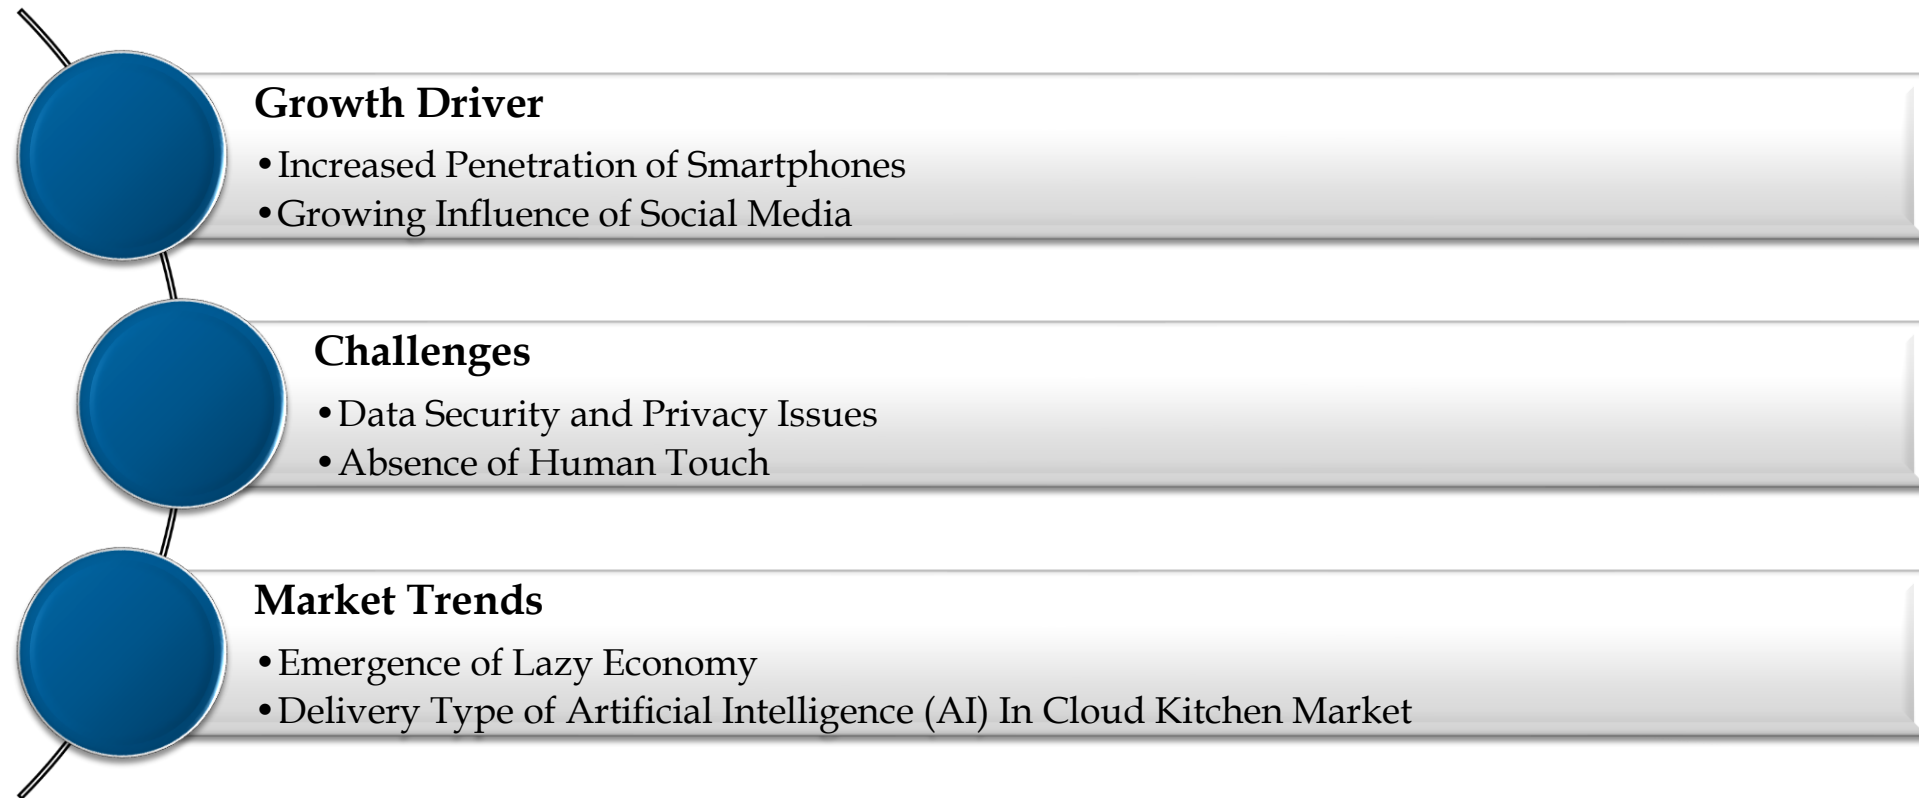 Growth Driver
•Increased Penetration of Smartphones
•Growing Influence of Social Media
Challenges
•Data Security and Privacy Issues
•Absence of Human Touch
Market Trends
•Emergence of Lazy Economy
•Delivery Type of Artificial Intelligence (AI) In Cloud Kitchen Market